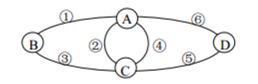 ① A ⑥
B ② ④ D
③ C ⑤